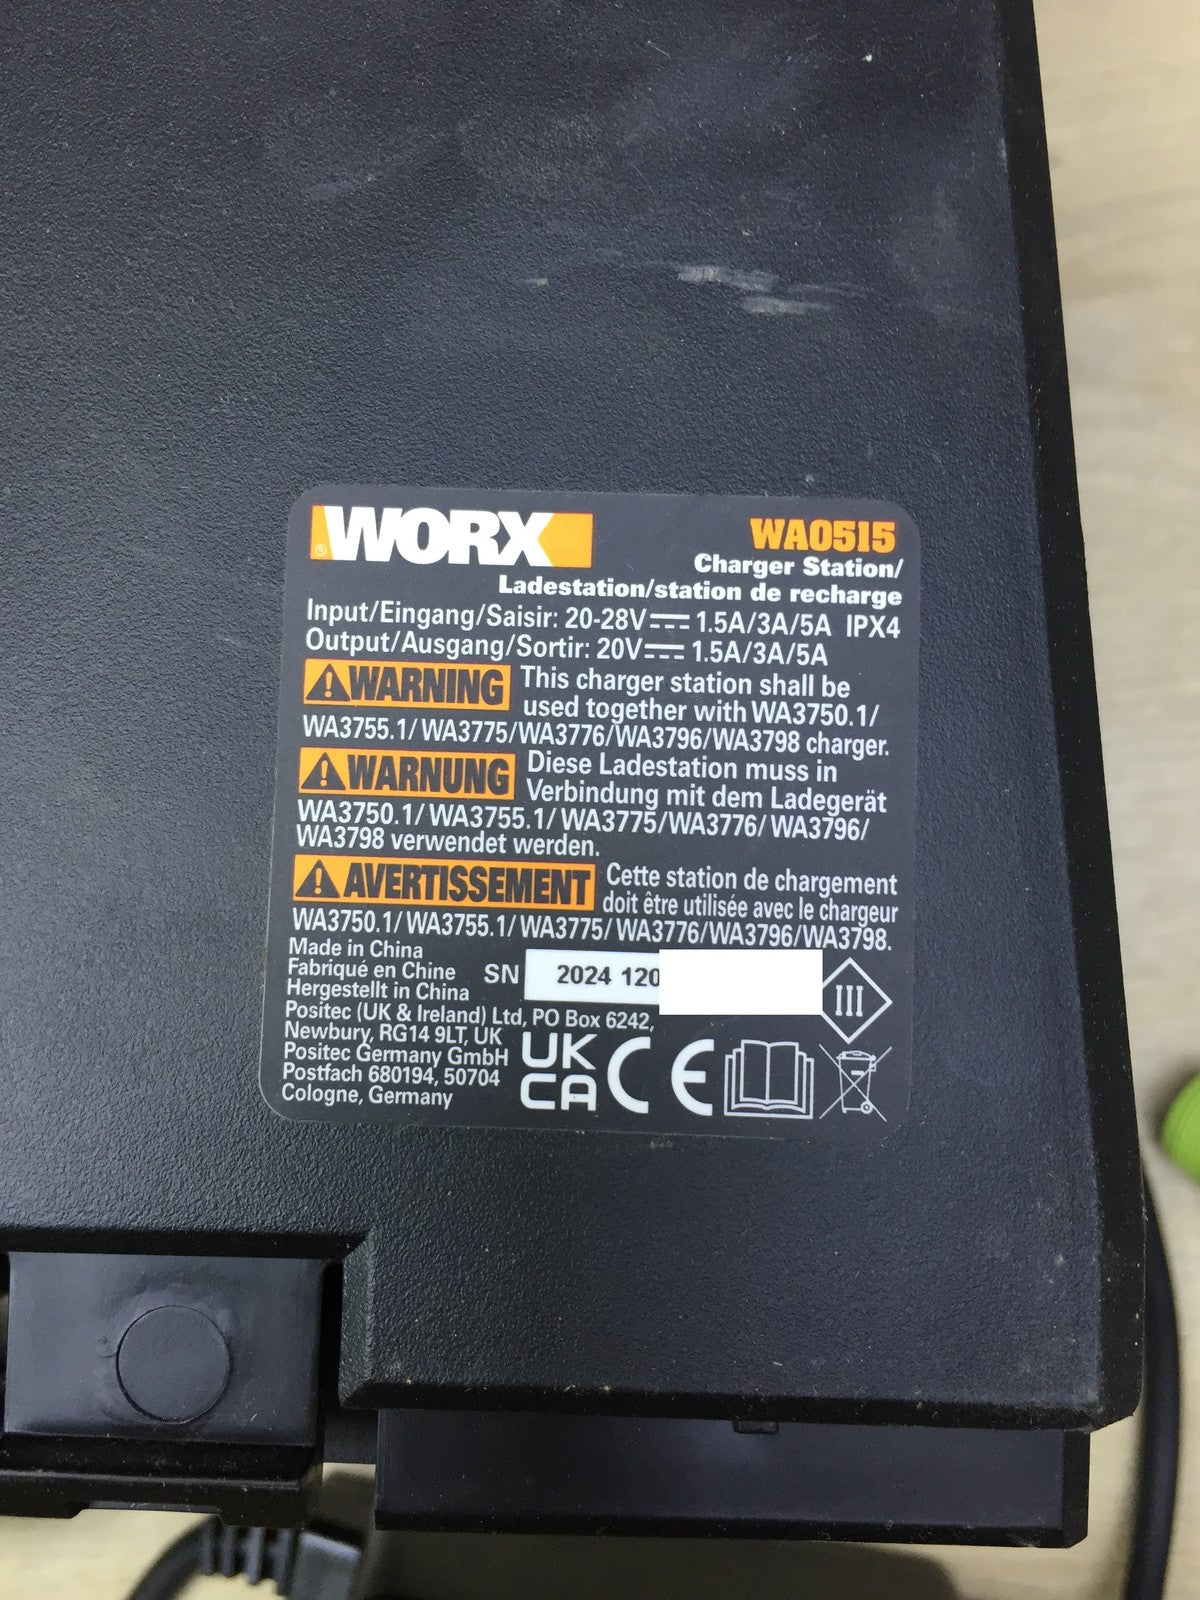 WORX
WA0515
Charger Station/
Ladestation/station de recharge
Input/Eingang/Saisir: 20-28V⎓ 1.5A/3A/5A IPX4
Output/Ausgang/Sortir: 20V⎓ 1.5A/3A/5A
⚠WARNING This charger station shall be
used together with WA3750.1/
WA3755.1/ WA3775/WA3776/WA3796/WA3798 charger.
⚠WARNUNG Diese Ladestation muss in
Verbindung mit dem Ladegerät
WA3750.1/ WA3755.1/ WA3775/WA3776/ WA3796/
WA3798 verwendet werden.
⚠AVERTISSEMENT Cette station de chargement
doit être utilisée avec le chargeur
WA3750.1/ WA3755.1/ WA3775/ WA3776/WA3796/WA3798.
Made in China
Fabriqué en Chine
Hergestellt in China
SN 2024 120
III
Positec (UK & Ireland) Ltd, PO Box 6242,
Newbury, RG14 9LT, UK
Positec Germany GmbH
Postfach 680194, 50704
Cologne, Germany
UK
CA
CE